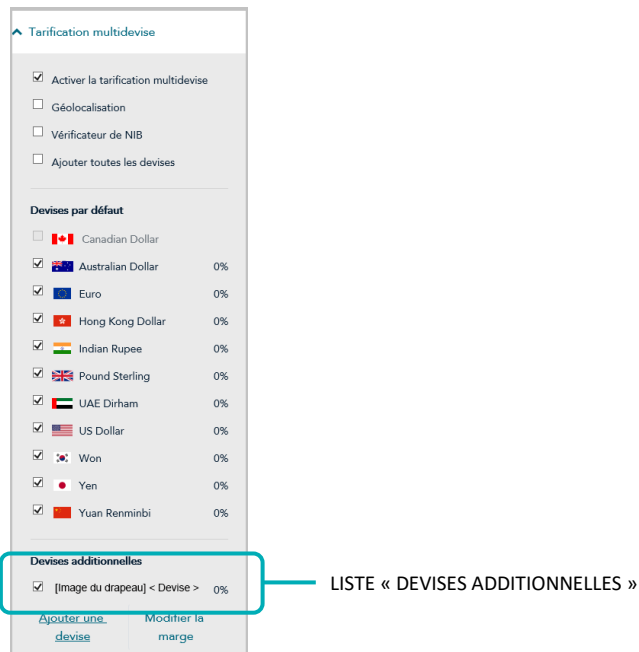 Tarification multidevise
Activer la tarification multidevise
Géolocalisation
Vérificateur de NIB
Ajouter toutes les devises
Devises par défaut
Canadian Dollar
Australian Dollar 0%
Euro 0%
Hong Kong Dollar 0%
Indian Rupee 0%
Pound Sterling 0%
UAE Dirham 0%
US Dollar 0%
Won 0%
Yen 0%
Yuan Renminbi 0%
Devises additionnelles
[Image du drapeau] < Devise > 0%
LISTE « DEVISES ADDITIONNELLES »
Ajouter une
devise
Modifier la
marge